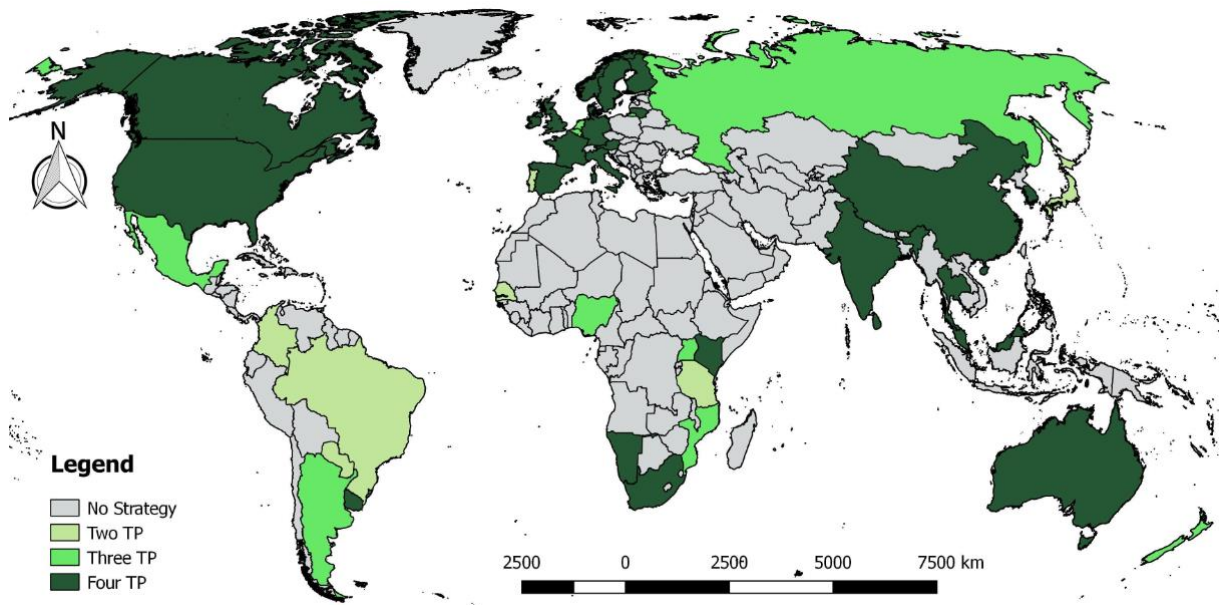 N
Legend
No Strategy
Two TP
Three TP
Four TP
2500 0 2500 5000 7500 km